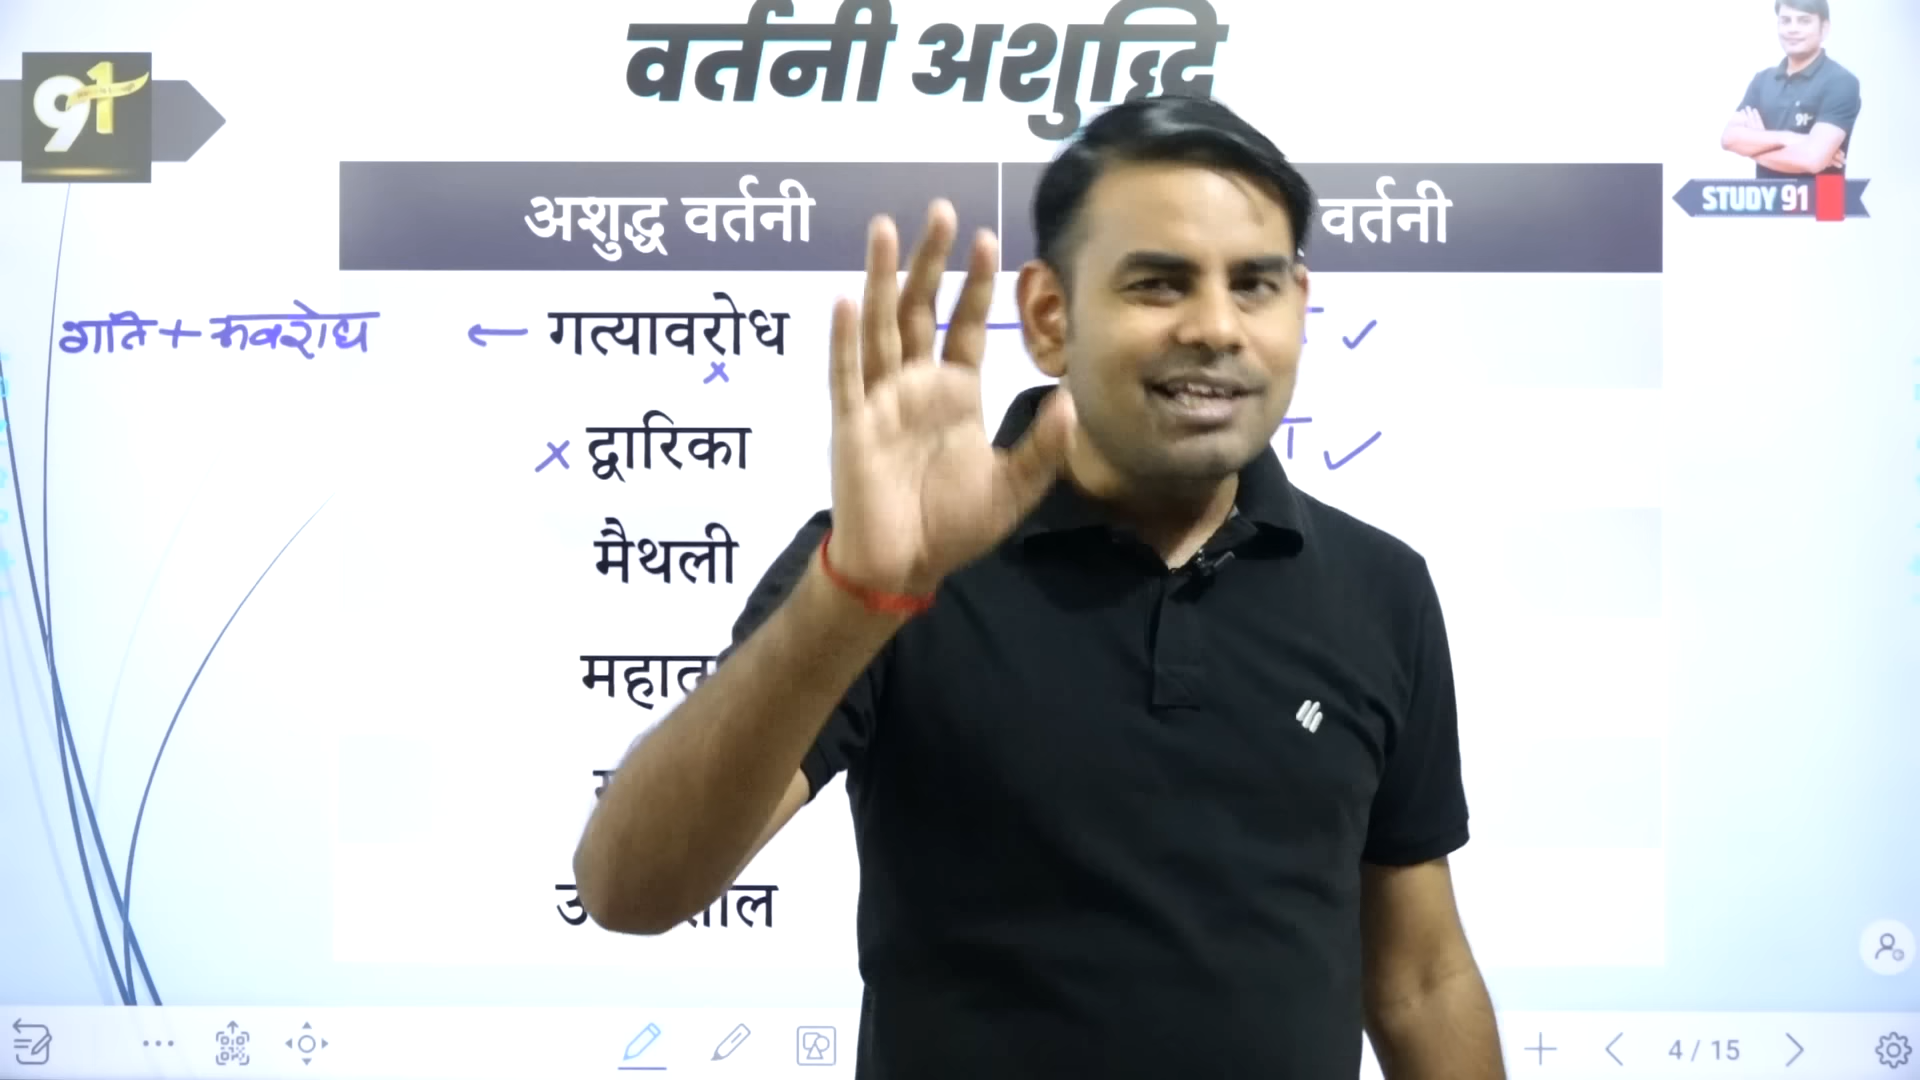 वर्तनी अशुद्धि
91
STUDY 91
अशुद्ध वर्तनी
वर्तनी
गति + अवरोध ← गत्यावरोध
x
x द्वारिका
मैथली
4 / 15